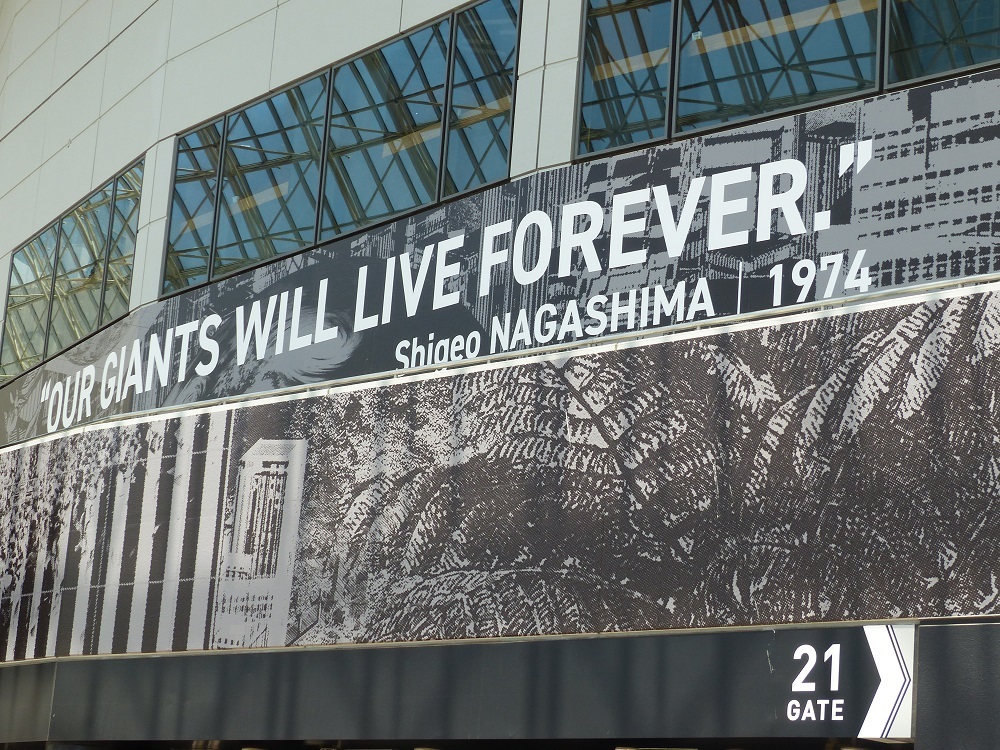 “OUR GIANTS WILL LIVE FOREVER.”
Shigeo NAGASHIMA | 1974
21
GATE